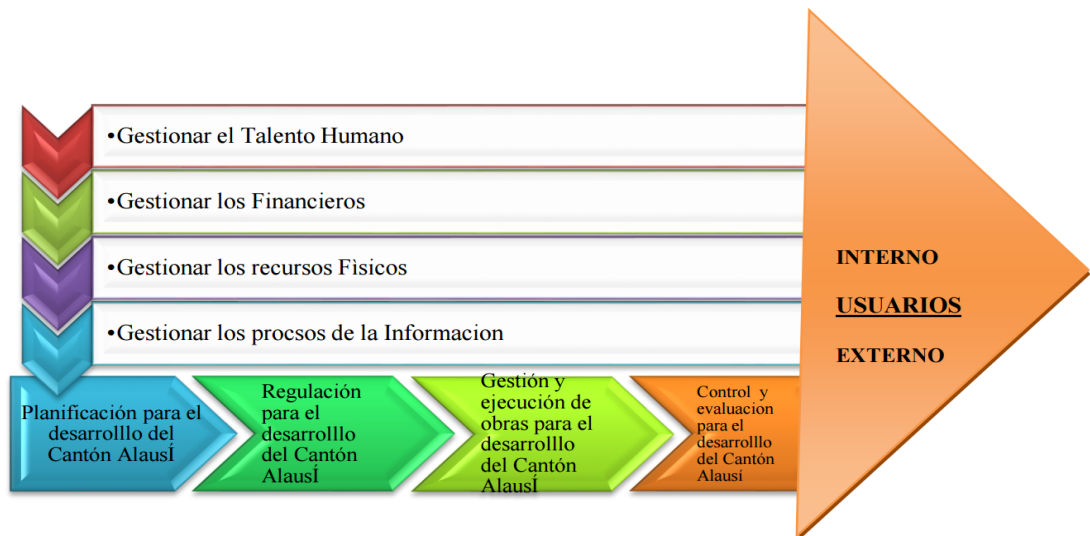 •Gestionar el Talento Humano
•Gestionar los Financieros
•Gestionar los recursos Fìsicos
•Gestionar los procsos de la Informacion
INTERNO
USUARIOS
EXTERNO
Planificación para el
desarrolllo del
Cantón AlausÍ
Regulación
para el
desarrolllo
del Cantón
AlausÍ
Gestión y
ejecución de
obras para el
desarrolllo
del Cantón
AlausÍ
Control y
evaluacion
para el
desarrolllo
del Cantón
Alausí